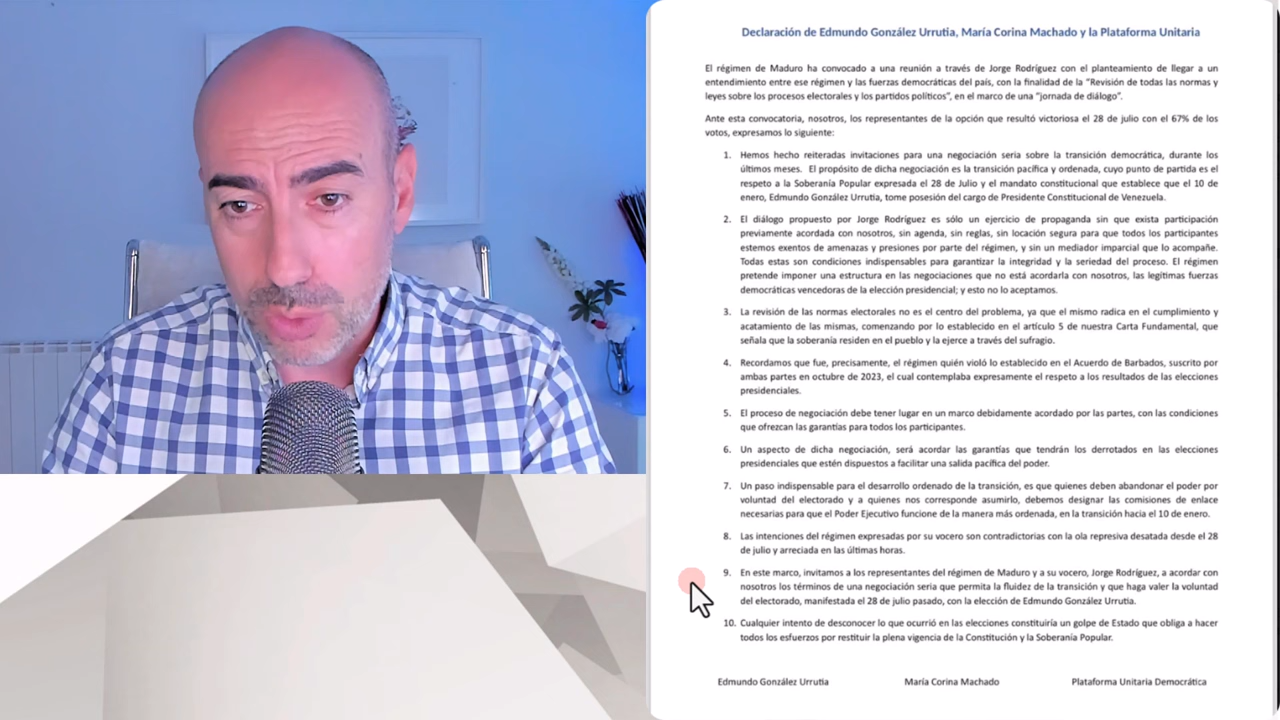 Declaración de Edmundo González Urrutia, María Corina Machado y la Plataforma Unitaria
El régimen de Maduro ha convocado a una reunión a través de Jorge Rodríguez con el planteamiento de llegar a un
entendimiento entre ese régimen y las fuerzas democráticas del país, con la finalidad de la “Revisión de todas las normas y
leyes sobre los procesos electorales y los partidos políticos”, en el marco de una “jornada de diálogo”.
Ante esta convocatoria, nosotros, los representantes de la opción que resultó victoriosa el 28 de julio con el 67% de los
votos, expresamos lo siguiente:
1. Hemos hecho reiteradas invitaciones para una negociación seria sobre la transición democrática, durante los
últimos meses. El propósito de dicha negociación es la transición pacífica y ordenada, cuyo punto de partida es el
respeto a la Soberanía Popular expresada el 28 de Julio y el mandato constitucional que establece que el 10 de
enero, Edmundo González Urrutia, tome posesión del cargo de Presidente Constitucional de Venezuela.
2. El diálogo propuesto por Jorge Rodríguez es sólo un ejercicio de propaganda sin que exista participación
previamente acordada con nosotros, sin agenda, sin reglas, sin locación segura para que todos los participantes
estemos exentos de amenazas y presiones por parte del régimen, y sin un mediador imparcial que lo acompañe.
Todas estas son condiciones indispensables para garantizar la integridad y la seriedad del proceso. El régimen
pretende imponer una estructura en las negociaciones que no está acordarla con nosotros, las legítimas fuerzas
democráticas vencedoras de la elección presidencial; y esto no lo aceptamos.
3. La revisión de las normas electorales no es el centro del problema, ya que el mismo radica en el cumplimiento y
acatamiento de las mismas, comenzando por lo establecido en el artículo 5 de nuestra Carta Fundamental, que
señala que la soberanía residen en el pueblo y la ejerce a través del sufragio.
4. Recordamos que fue, precisamente, el régimen quién violó lo establecido en el Acuerdo de Barbados, suscrito por
ambas partes en octubre de 2023, el cual contemplaba expresamente el respeto a los resultados de las elecciones
presidenciales.
5. El proceso de negociación debe tener lugar en un marco debidamente acordado por las partes, con las condiciones
que ofrezcan las garantías para todos los participantes.
6. Un aspecto de dicha negociación, será acordar las garantías que tendrán los derrotados en las elecciones
presidenciales que estén dispuestos a facilitar una salida pacífica del poder.
7. Un paso indispensable para el desarrollo ordenado de la transición, es que quienes deben abandonar el poder por
voluntad del electorado y a quienes nos corresponde asumirlo, debemos designar las comisiones de enlace
necesarias para que el Poder Ejecutivo funcione de la manera más ordenada, en la transición hacia el 10 de enero.
8. Las intenciones del régimen expresadas por su vocero son contradictorias con la ola represiva desatada desde el 28
de julio y arreciada en las últimas horas.
9. En este marco, invitamos a los representantes del régimen de Maduro y a su vocero, Jorge Rodríguez, a acordar con
nosotros los términos de una negociación seria que permita la fluidez de la transición y que haga valer la voluntad
del electorado, manifestada el 28 de julio pasado, con la elección de Edmundo González Urrutia.
10. Cualquier intento de desconocer lo que ocurrió en las elecciones constituiría un golpe de Estado que obliga a hacer
todos los esfuerzos por restituir la plena vigencia de la Constitución y la Soberanía Popular.
Edmundo González Urrutia María Corina Machado Plataforma Unitaria Democrática